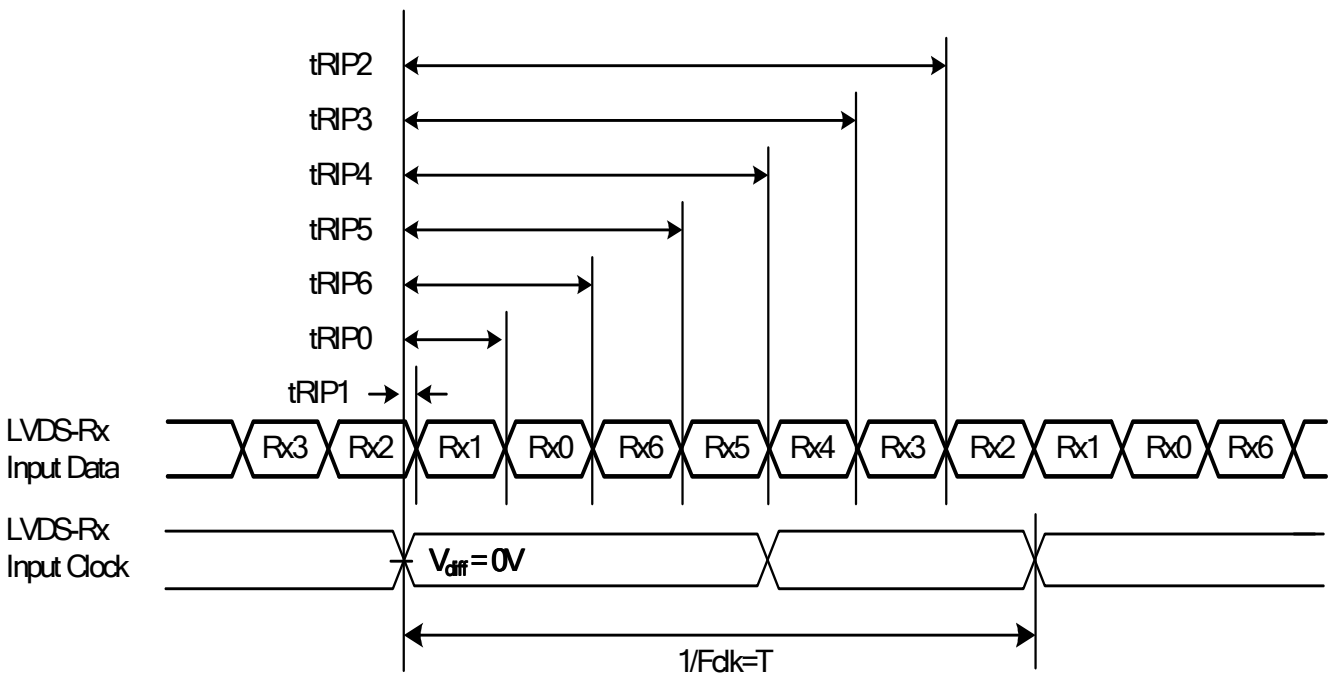 tRIP2
tRIP3
tRIP4
tRIP5
tRIP6
tRIP0
tRIP1
LVDS-Rx
Input Data
Rx3 Rx2 Rx1 Rx0 Rx6 Rx5 Rx4 Rx3 Rx2 Rx1 Rx0 Rx6
LVDS-Rx
Input Clock
Vdiff = 0V
1/Fclk=T